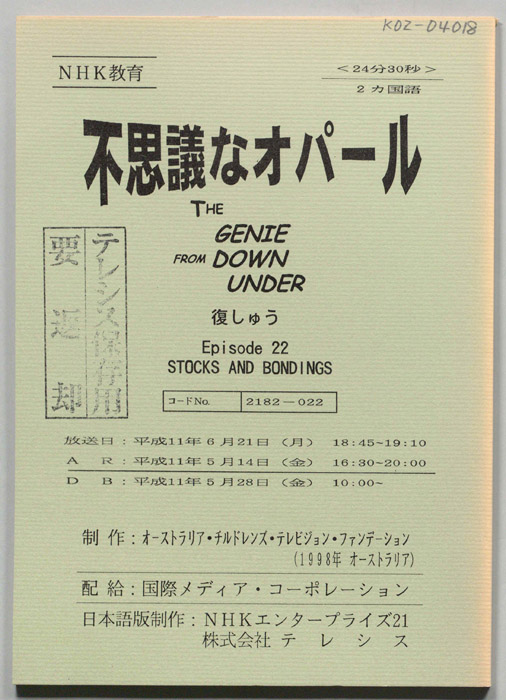 KDZ-04018
NHK教育
＜24分30秒＞
2カ国語
不思議なオパール
THE
GENIE
FROM DOWN
UNDER
テレシス保存用
要返却
復しゅう
Episode 22
STOCKS AND BONDINGS
コードNo. 2182－022
放送日：平成11年6月21日（月） 18:45~19:10
AR：平成11年5月14日（金） 16:30~20:00
DB：平成11年5月28日（金） 10:00~
制作：オーストラリア・チルドレンズ・テレビジョン・ファンデーション
(1998年 オーストラリア)
配給：国際メディア・コーポレーション
日本語版制作：NHKエンタープライズ21
株式会社テレシス